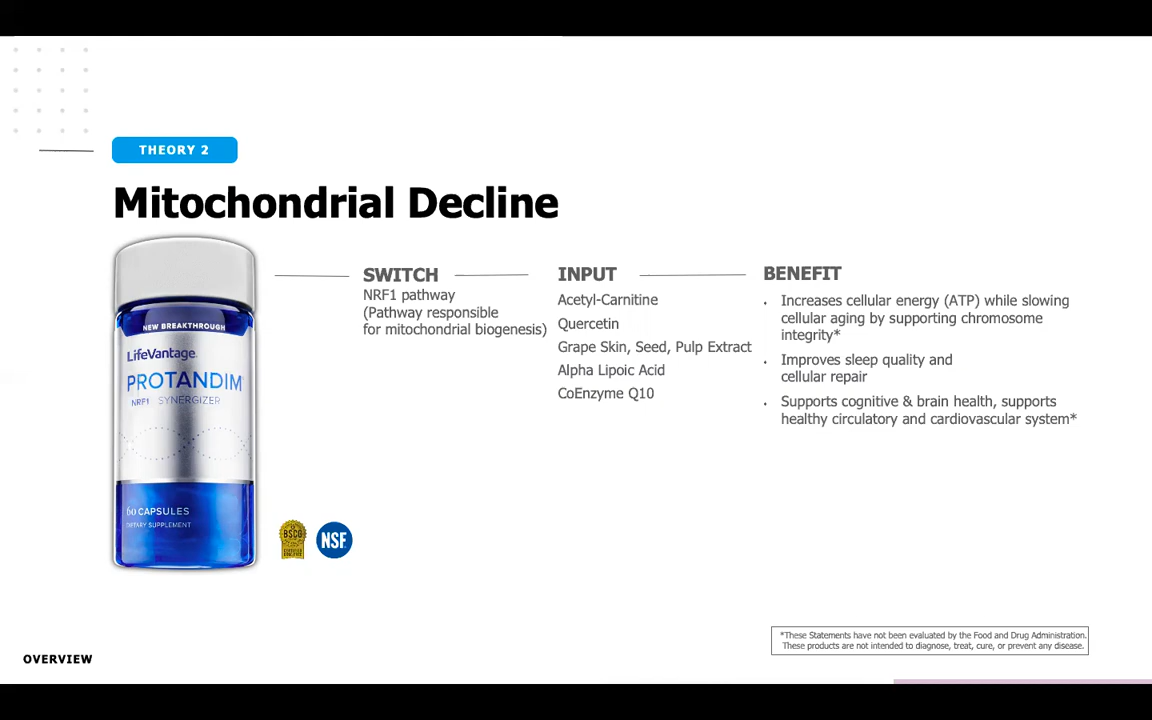 THEORY 2
Mitochondrial Decline
NEW BREAKTHROUGH
LifeVantage
PROTANDIM
NRF1 SYNERGIZER
60 CAPSULES
DIETARY SUPPLEMENT
BSCG
CERTIFIED
DRUG FREE
NSF
SWITCH
NRF1 pathway
(Pathway responsible
for mitochondrial biogenesis)
INPUT
Acetyl-Carnitine
Quercetin
Grape Skin, Seed, Pulp Extract
Alpha Lipoic Acid
CoEnzyme Q10
BENEFIT
• Increases cellular energy (ATP) while slowing
cellular aging by supporting chromosome
integrity*
• Improves sleep quality and
cellular repair
• Supports cognitive & brain health, supports
healthy circulatory and cardiovascular system*
*These Statements have not been evaluated by the Food and Drug Administration.
These products are not intended to diagnose, treat, cure, or prevent any disease.
OVERVIEW